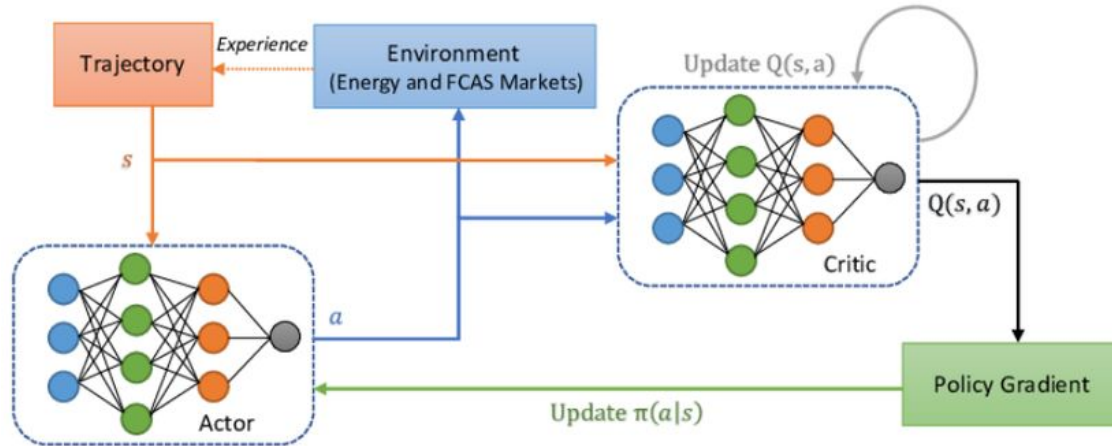 Trajectory
Experience
Environment
(Energy and FCAS Markets)
Update Q(s, a)
s
Critic
Q(s, a)
a
Actor
Update π(a|s)
Policy Gradient